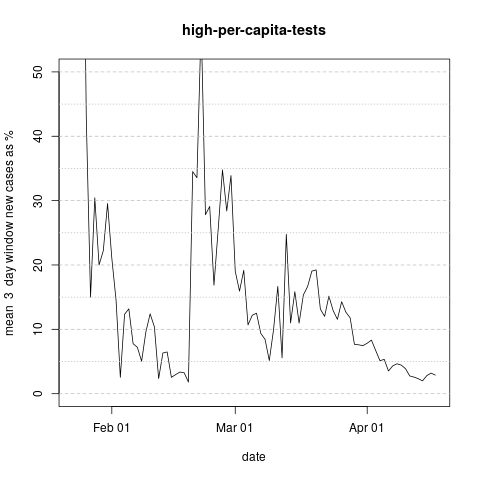 high-per-capita-tests
mean 3 day window new cases as %
50
40
30
20
10
0
Feb 01
Mar 01
Apr 01
date